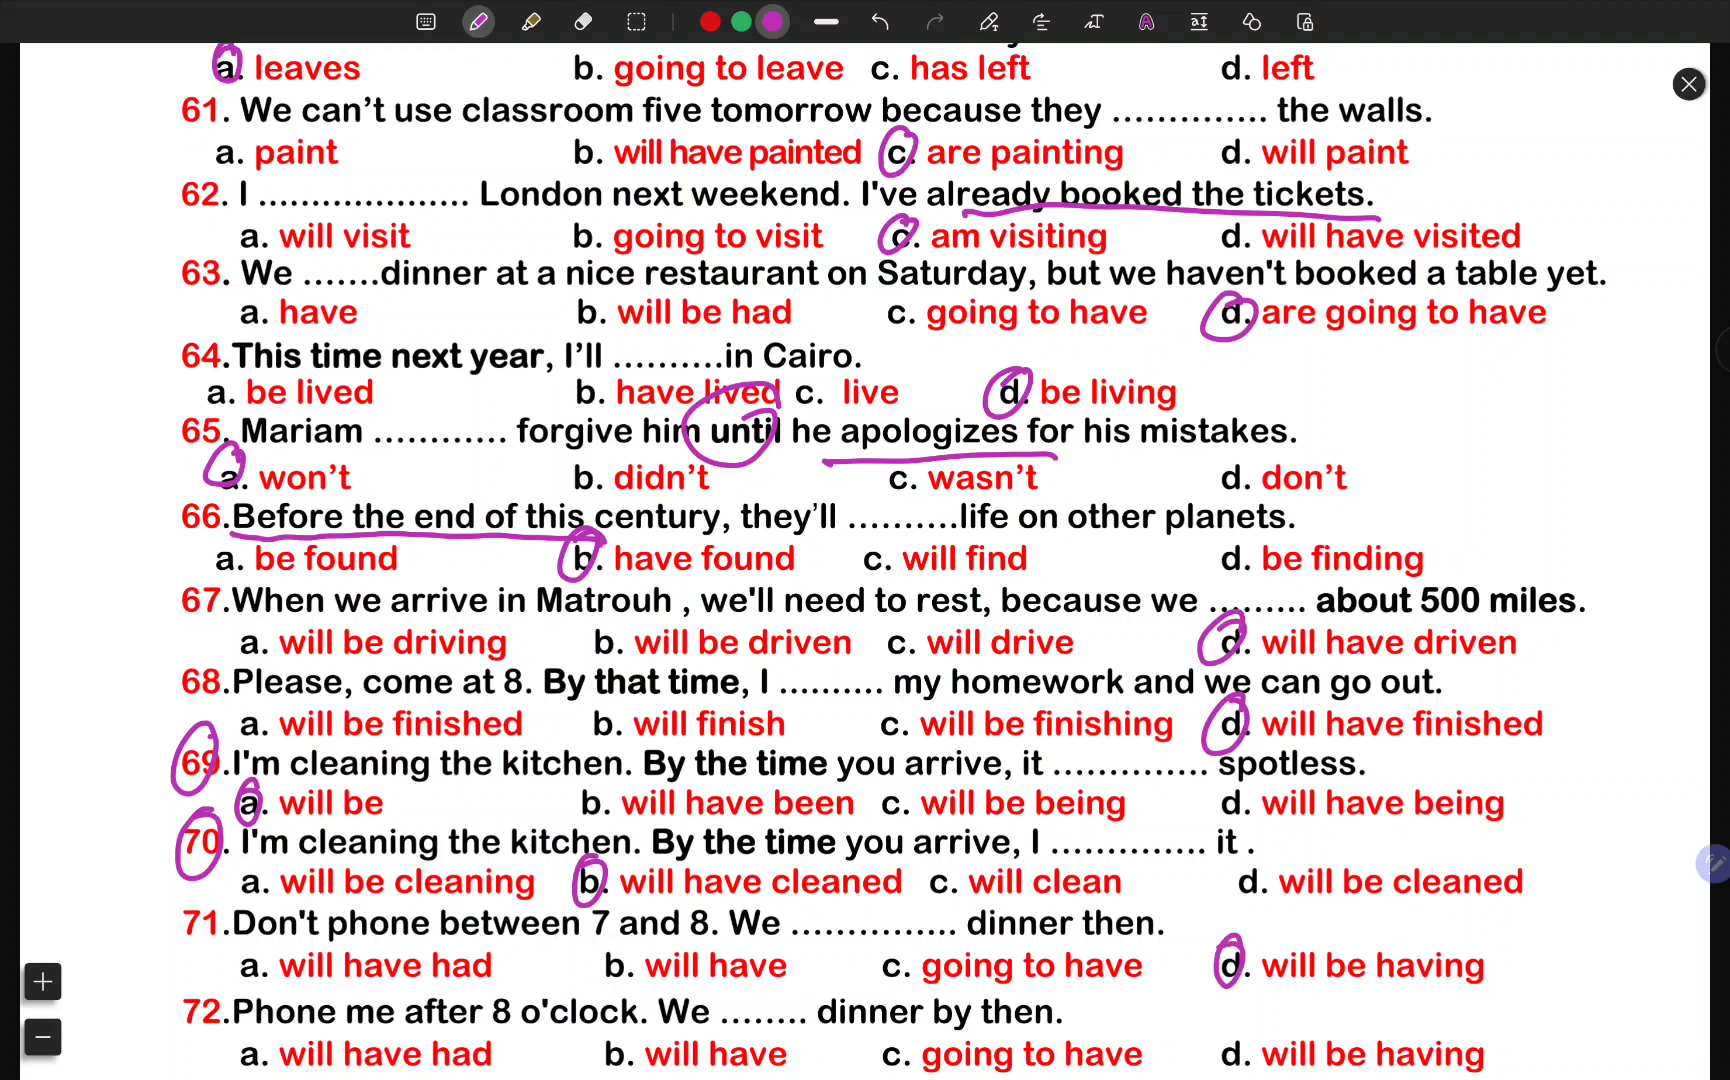 a. leaves b. going to leave c. has left d. left
61. We can't use classroom five tomorrow because they .............. the walls.
a. paint b. will have painted c. are painting d. will paint
62. I ................... London next weekend. I've already booked the tickets.
a. will visit b. going to visit c. am visiting d. will have visited
63. We .......dinner at a nice restaurant on Saturday, but we haven't booked a table yet.
a. have b. will be had c. going to have d. are going to have
64.This time next year, I'll ..........in Cairo.
a. be lived b. have lived c. live d. be living
65. Mariam ............ forgive him until he apologizes for his mistakes.
a. won't b. didn't c. wasn't d. don't
66.Before the end of this century, they'll ..........life on other planets.
a. be found b. have found c. will find d. be finding
67.When we arrive in Matrouh , we'll need to rest, because we ......... about 500 miles.
a. will be driving b. will be driven c. will drive d. will have driven
68.Please, come at 8. By that time, I .......... my homework and we can go out.
a. will be finished b. will finish c. will be finishing d. will have finished
69.I'm cleaning the kitchen. By the time you arrive, it .............. spotless.
a. will be b. will have been c. will be being d. will have being
70. I'm cleaning the kitchen. By the time you arrive, I .............. it .
a. will be cleaning b. will have cleaned c. will clean d. will be cleaned
71.Don't phone between 7 and 8. We ............... dinner then.
a. will have had b. will have c. going to have d. will be having
72.Phone me after 8 o'clock. We ........ dinner by then.
a. will have had b. will have c. going to have d. will be having